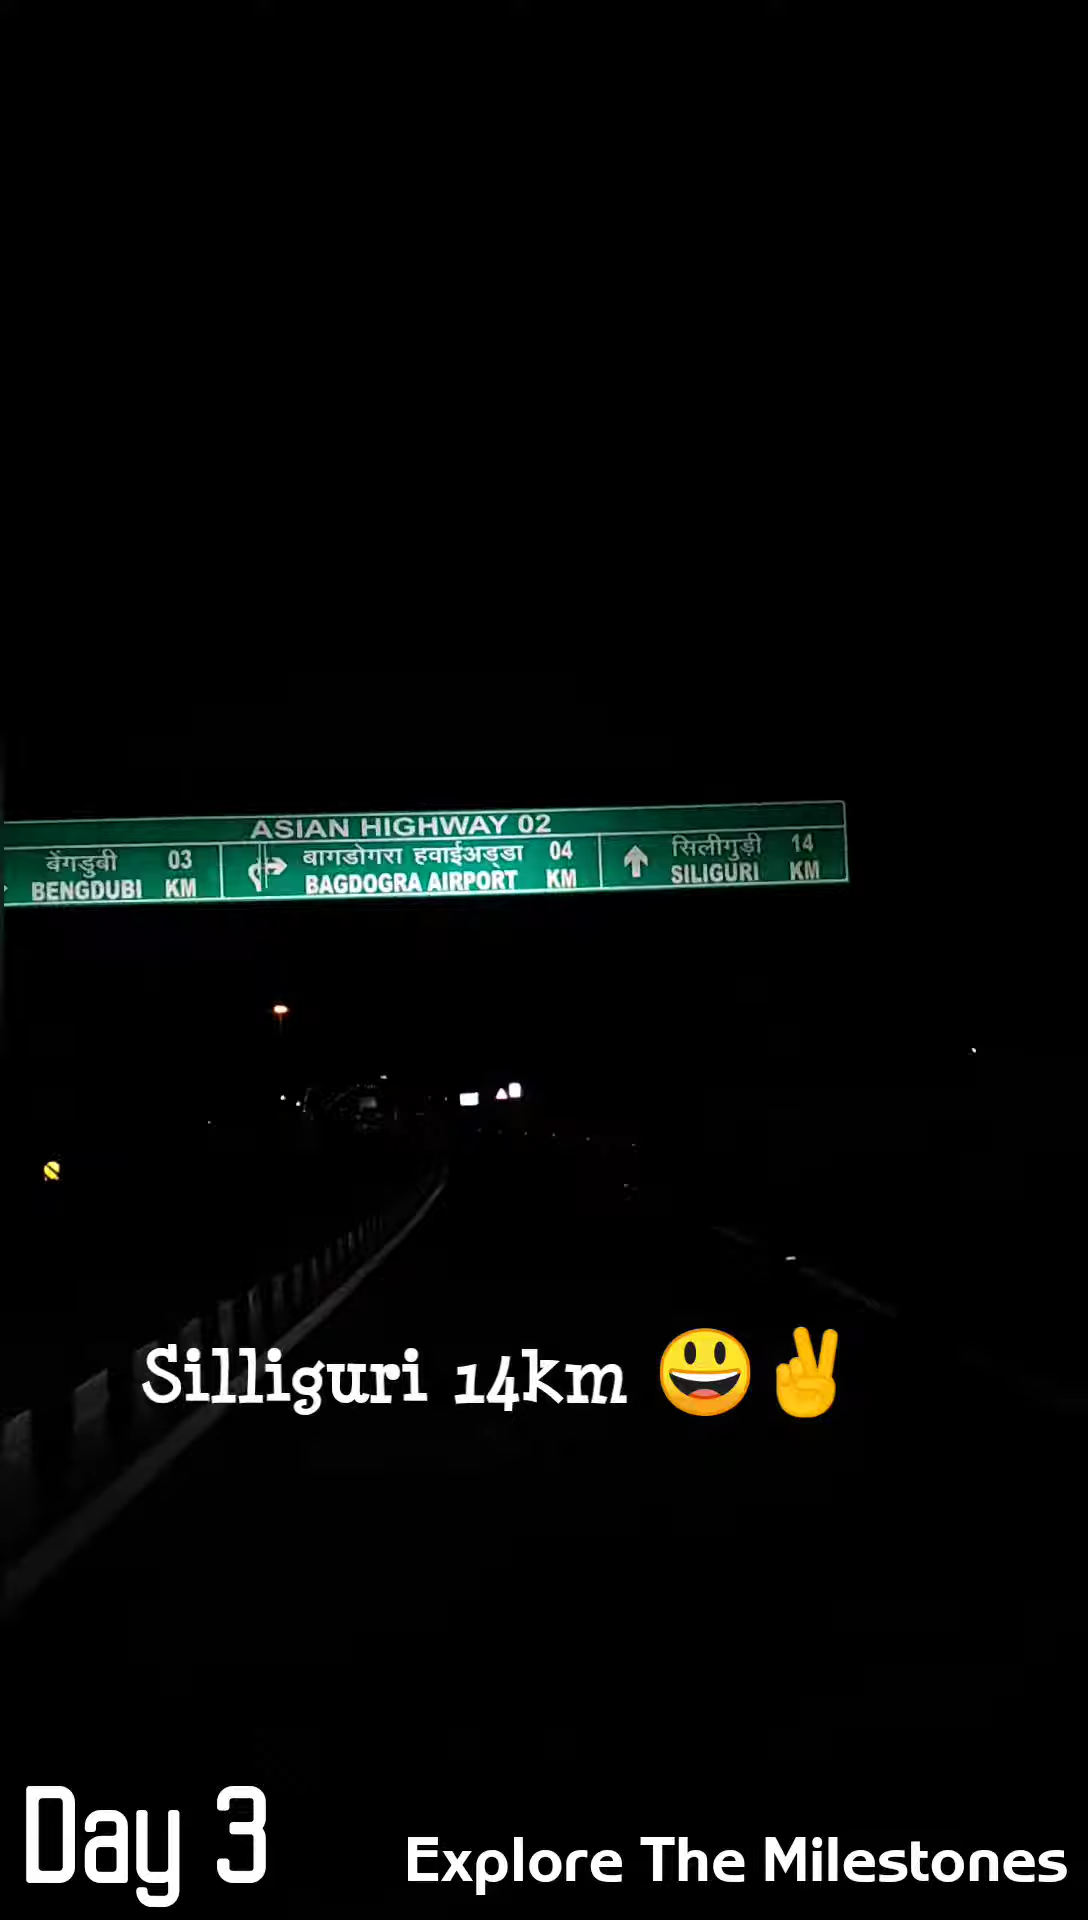 ASIAN HIGHWAY 02
बेंगडुबी 03
BENGDUBI KM
बागडोगरा हवाईअड्डा 04
BAGDOGRA AIRPORT KM
सिलीगुड़ी 14
SILIGURI KM
Silliguri 14km 😃✌
Day 3
Explore The Milestones